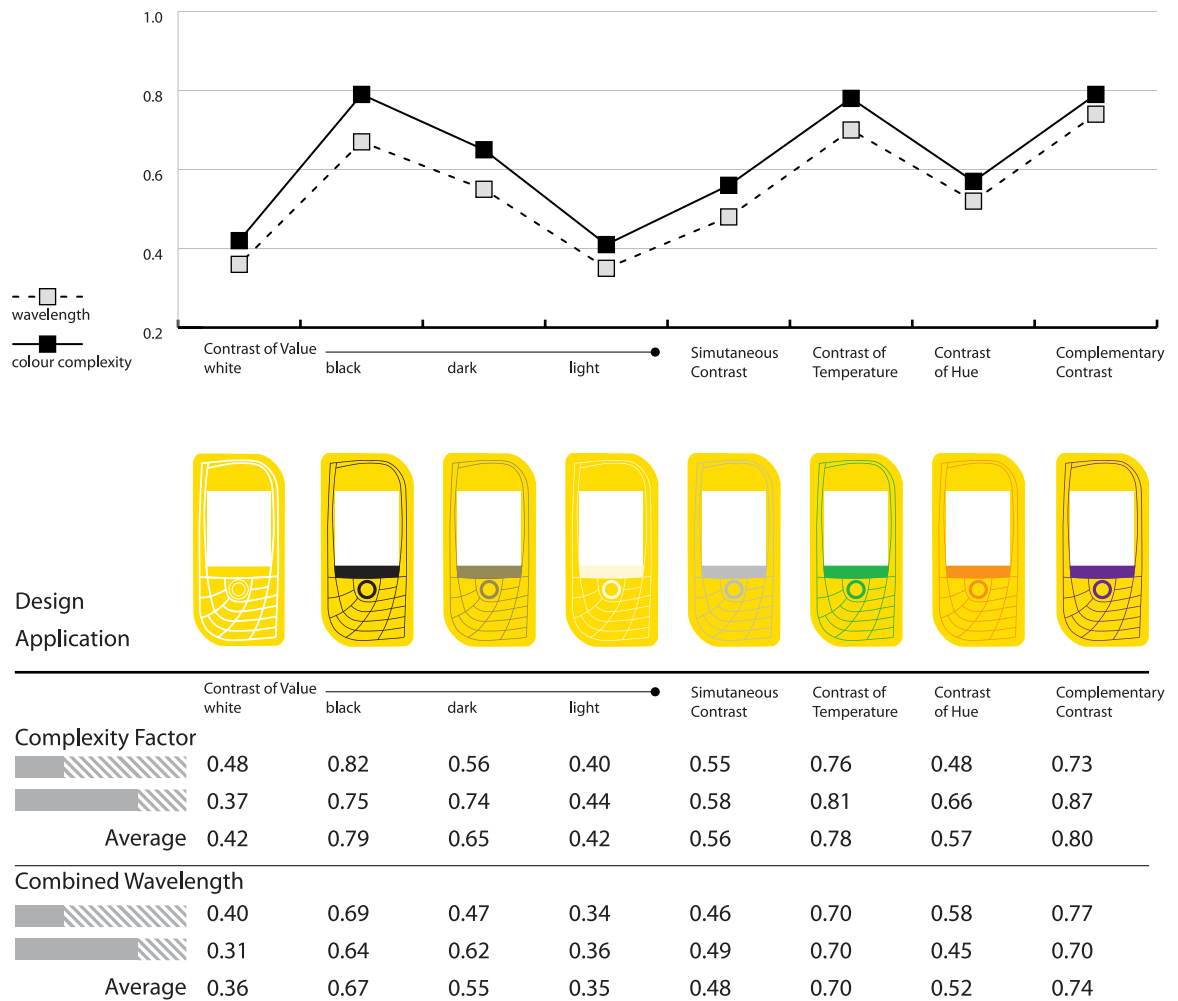 1.0
0.8
0.6
0.4
0.2
wavelength
colour complexity
Contrast of Value
white black dark light
Simutaneous Contrast
Contrast of Temperature
Contrast of Hue
Complementary Contrast
Design
Application
Contrast of Value
white black dark light
Simutaneous Contrast
Contrast of Temperature
Contrast of Hue
Complementary Contrast
Complexity Factor
0.48 0.82 0.56 0.40 0.55 0.76 0.48 0.73
0.37 0.75 0.74 0.44 0.58 0.81 0.66 0.87
Average 0.42 0.79 0.65 0.42 0.56 0.78 0.57 0.80
Combined Wavelength
0.40 0.69 0.47 0.34 0.46 0.70 0.58 0.77
0.31 0.64 0.62 0.36 0.49 0.70 0.45 0.70
Average 0.36 0.67 0.55 0.35 0.48 0.70 0.52 0.74